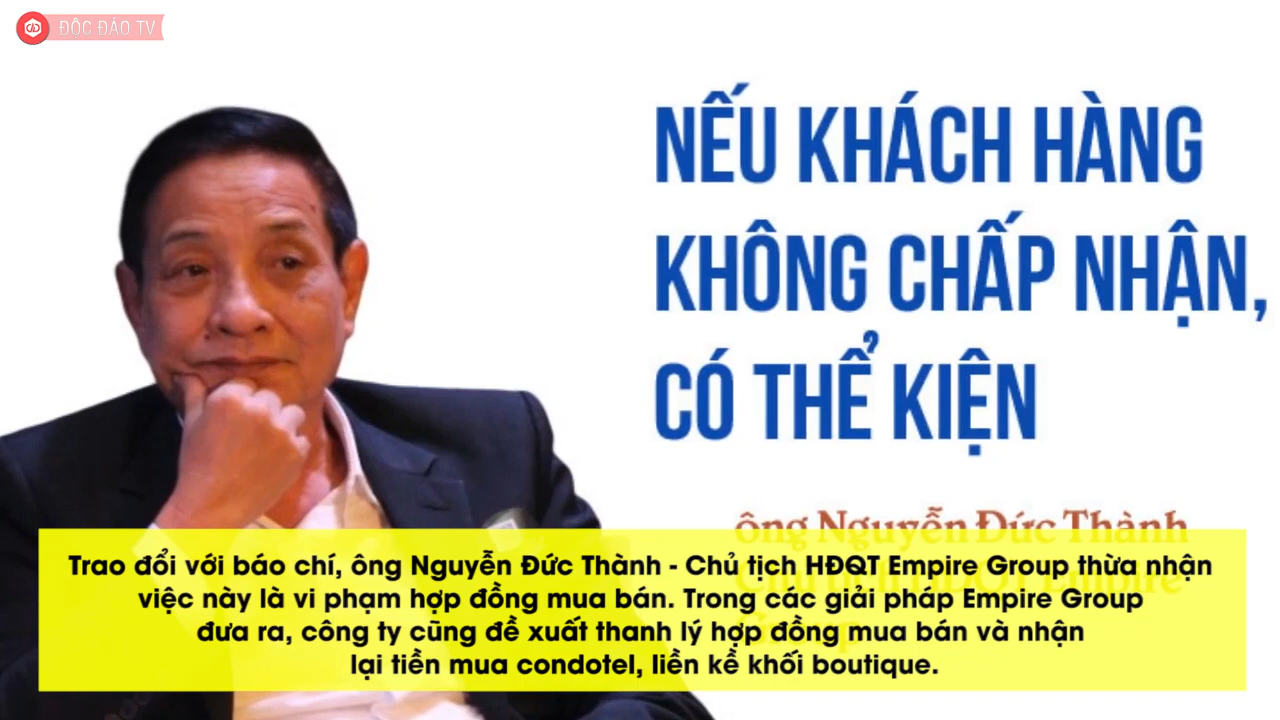 ĐỘC ĐÁO TV
NẾU KHÁCH HÀNG
KHÔNG CHẤP NHẬN,
CÓ THỂ KIỆN
ông Nguyễn Đức Thành
Trao đổi với báo chí, ông Nguyễn Đức Thành - Chủ tịch HĐQT Empire Group thừa nhận
việc này là vi phạm hợp đồng mua bán. Trong các giải pháp Empire Group
đưa ra, công ty cũng đề xuất thanh lý hợp đồng mua bán và nhận
lại tiền mua condotel, liền kề khối boutique.